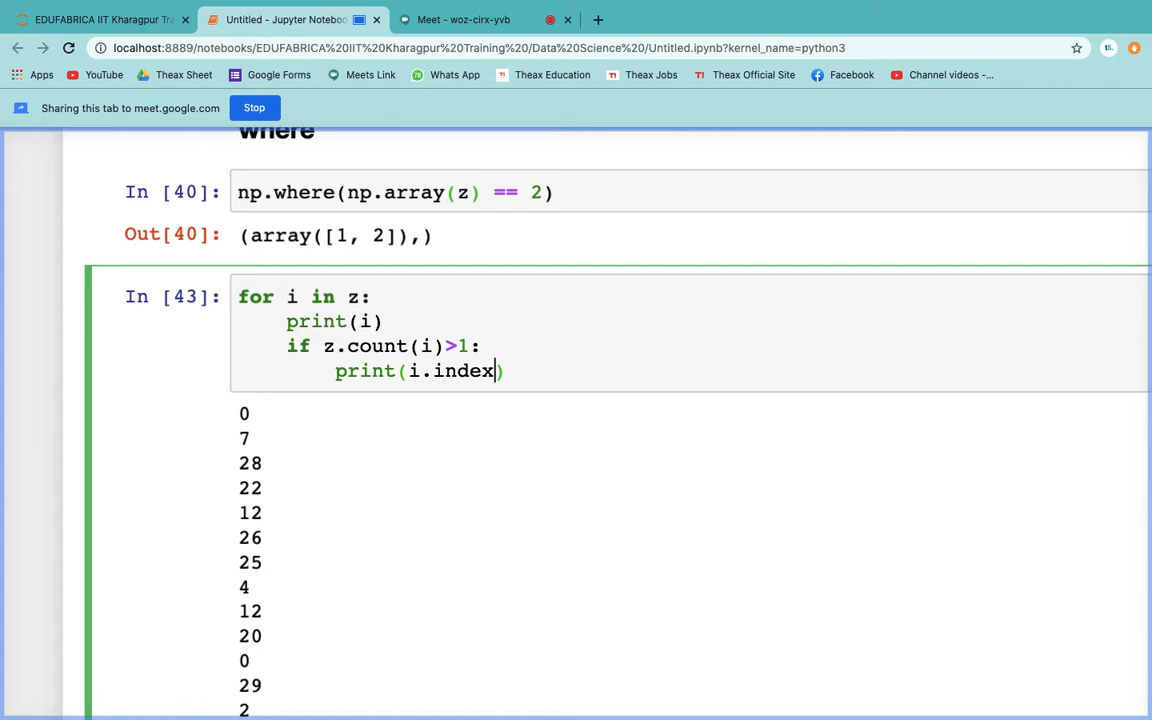 EDUFABRICA IIT Kharagpur Tra
Untitled - Jupyter Noteboo
Meet - woz-cirx-yvb
localhost:8889/notebooks/EDUFABRICA%20IIT%20Kharagpur%20Training%20/Data%20Science%20/Untitled.ipynb?kernel_name=python3
Apps YouTube Theax Sheet Google Forms Meets Link Whats App Theax Education Theax Jobs Theax Official Site Facebook Channel videos -...
Sharing this tab to meet.google.com Stop
where
In [40]: np.where(np.array(z) == 2)
Out[40]: (array([1, 2]),)
In [43]: for i in z:
print(i)
if z.count(i)>1:
print(i.index)
0
7
28
22
12
26
25
4
12
20
0
29
2